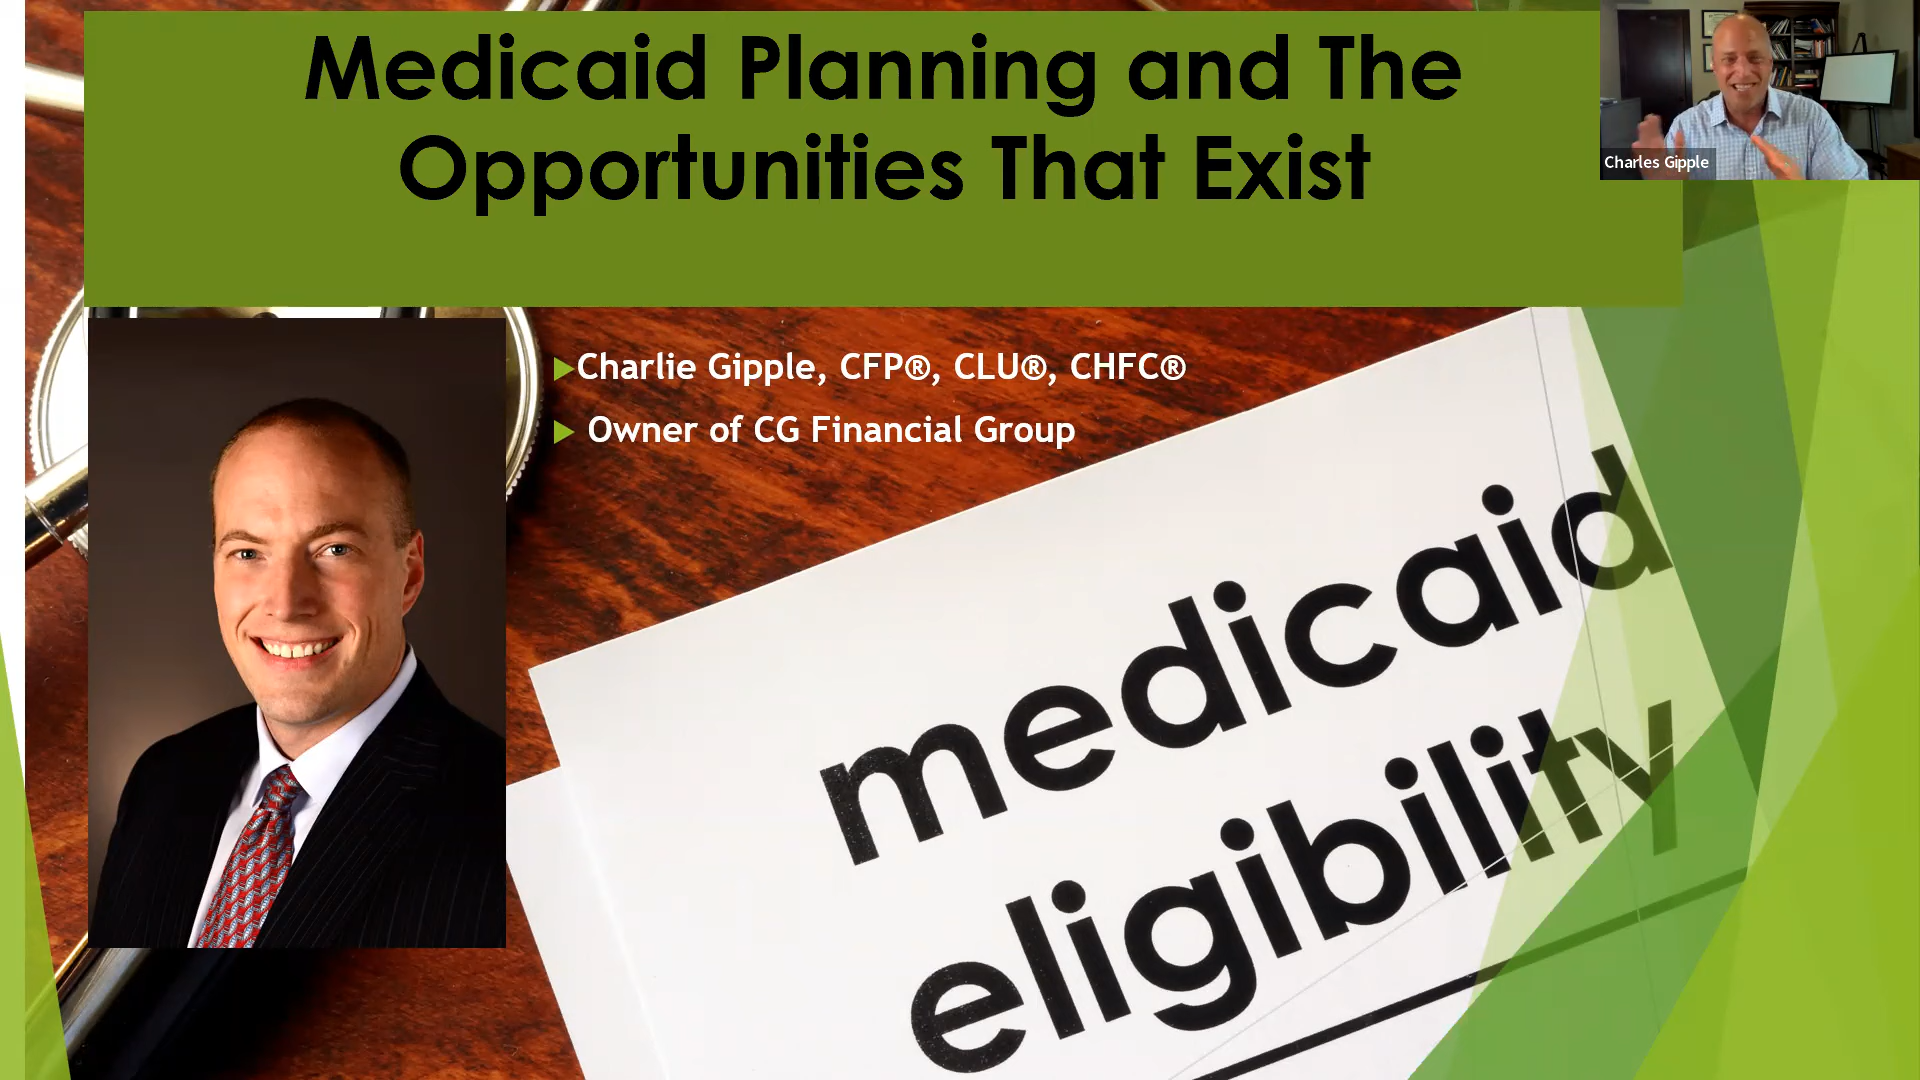 Medicaid Planning and The
Opportunities That Exist
Charles Gipple
Charlie Gipple, CFP®, CLU®, CHFC®
Owner of CG Financial Group
medicaid
eligibility